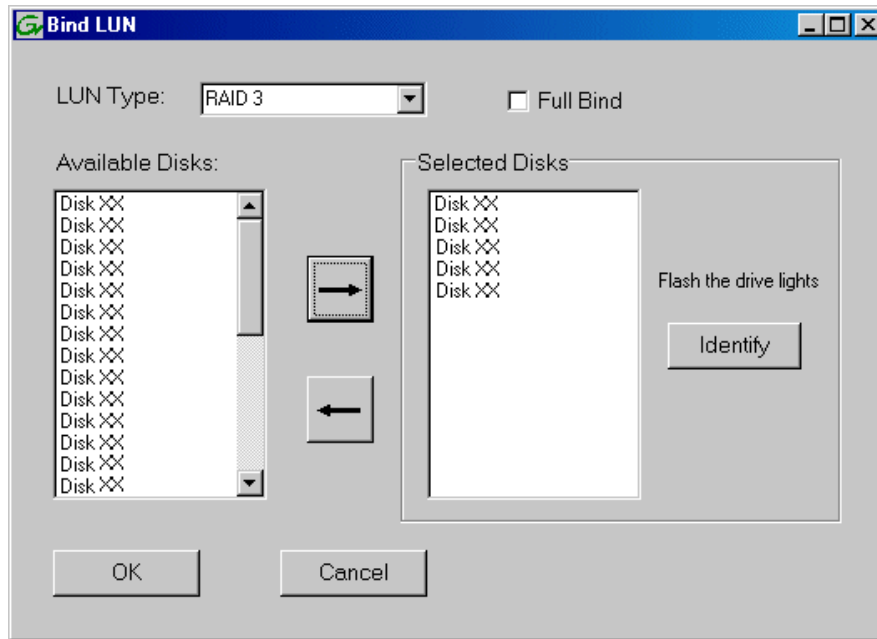 Bind LUN
LUN Type: RAID 3 Full Bind
Available Disks:
Disk XX
Disk XX
Disk XX
Disk XX
Disk XX
Disk XX
Disk XX
Disk XX
Disk XX
Disk XX
Disk XX
Disk XX
Disk XX
Disk XX
Selected Disks
Disk XX
Disk XX
Disk XX
Disk XX
Disk XX
Flash the drive lights
Identify
OK Cancel